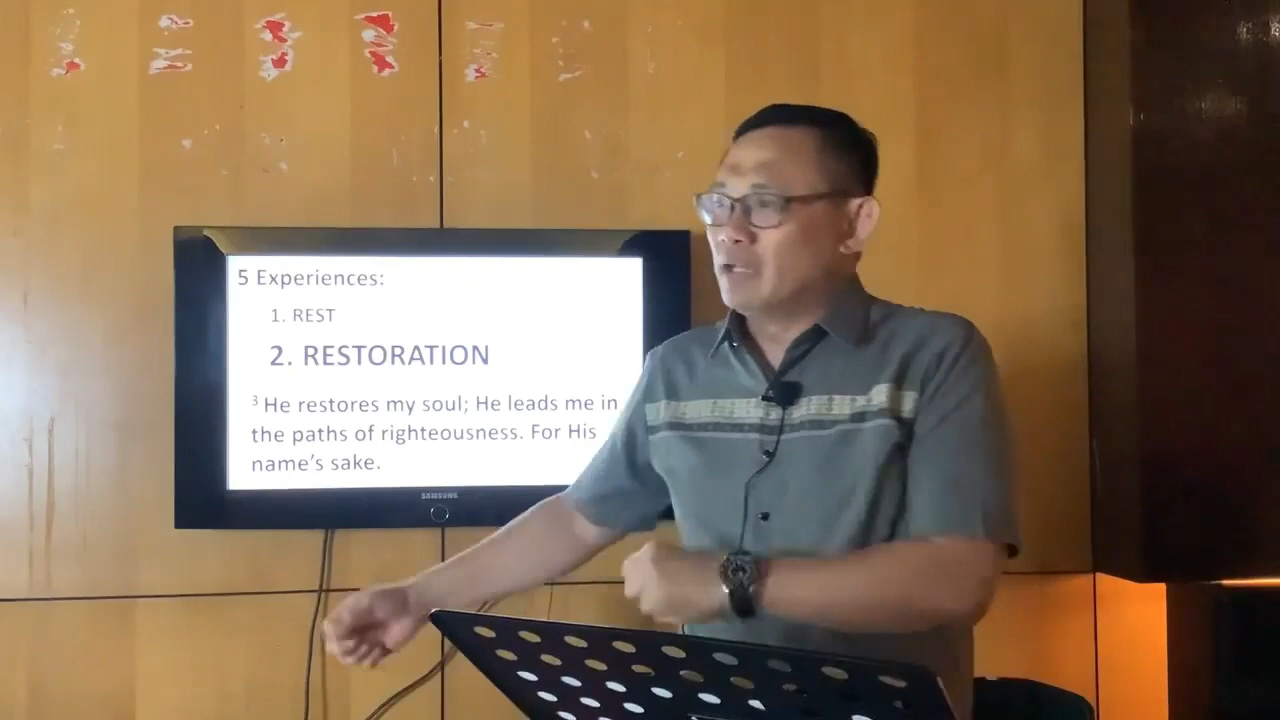 5 Experiences:
1. REST
2. RESTORATION
3 He restores my soul; He leads me in
the paths of righteousness. For His
name's sake.
SAMSUNG